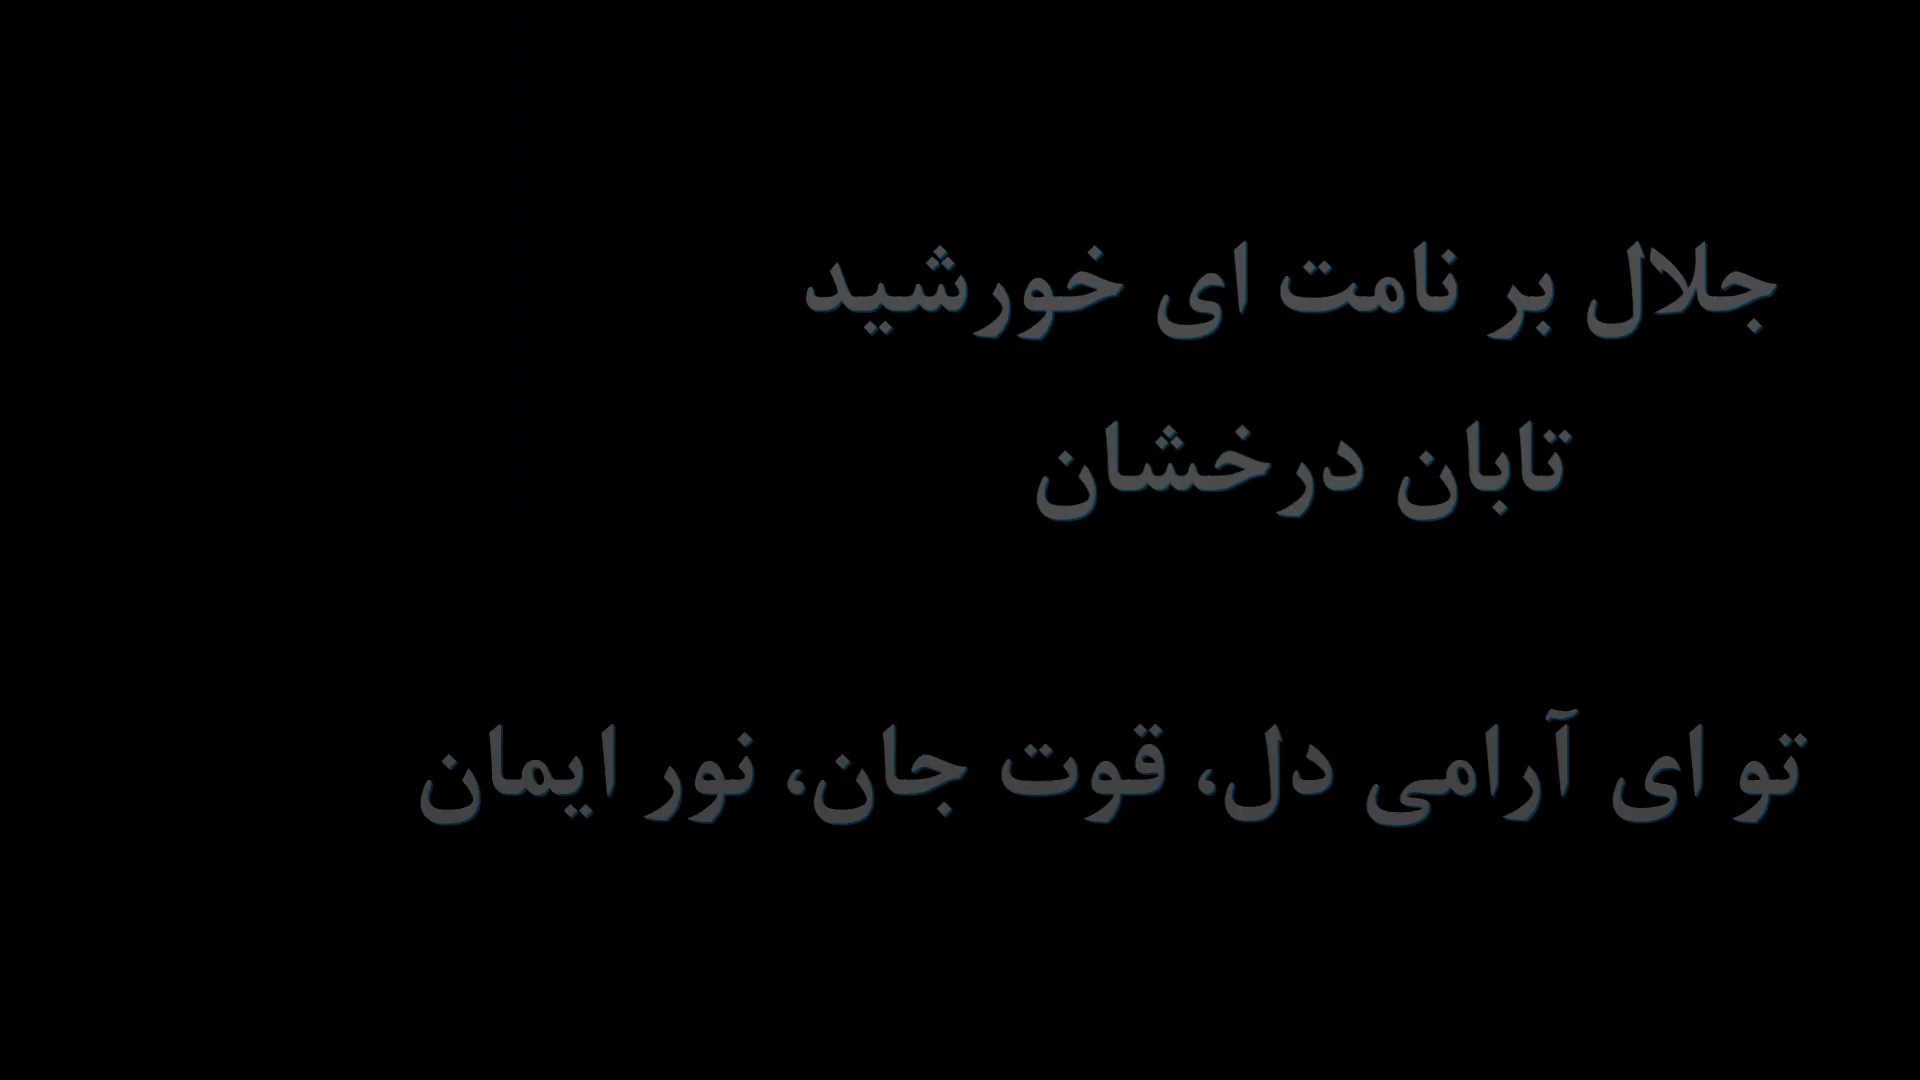 جلال بر نامت ای خورشید
تابان درخشان
تو ای آرامی دل، قوت جان، نور ایمان